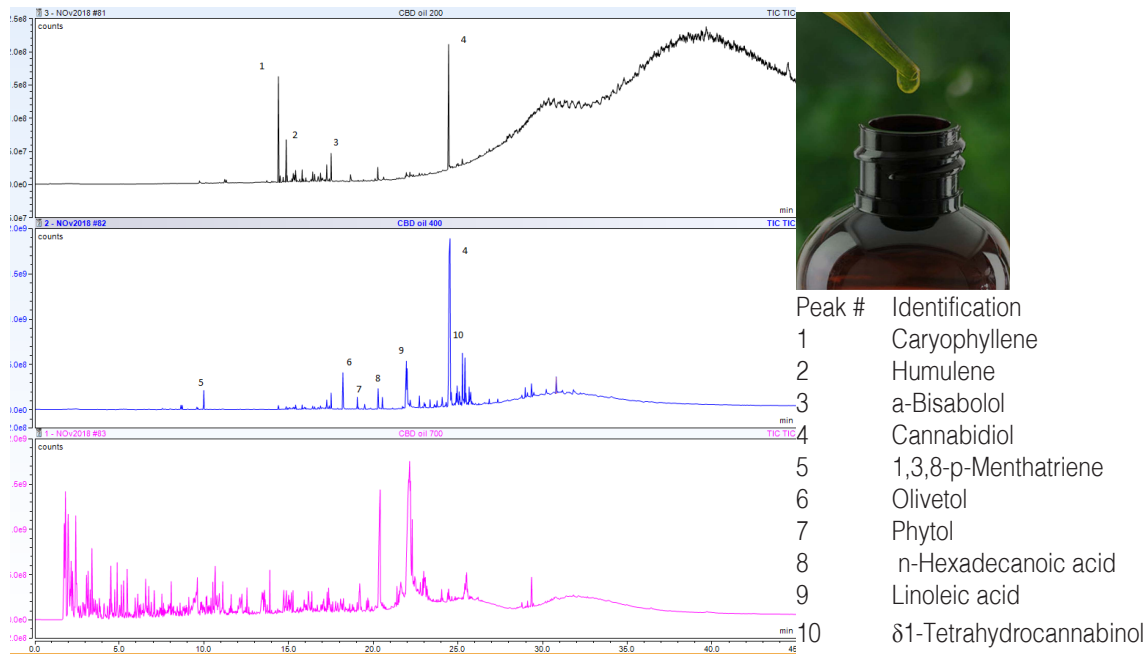 3 - NOv2018 #81 CBD oil 200 TIC TIC
counts
1
2
3
4
min
2 - NOv2018 #82 CBD oil 400 TIC TIC
counts
4
5
6
7
8
9
10
min
1 - NOv2018 #83 CBD oil 700 TIC TIC
counts
min
0.0 5.0 10.0 15.0 20.0 25.0 30.0 35.0 40.0
Peak # Identification
1 Caryophyllene
2 Humulene
3 a-Bisabolol
4 Cannabidiol
5 1,3,8-p-Menthatriene
6 Olivetol
7 Phytol
8 n-Hexadecanoic acid
9 Linoleic acid
10 δ1-Tetrahydrocannabinol